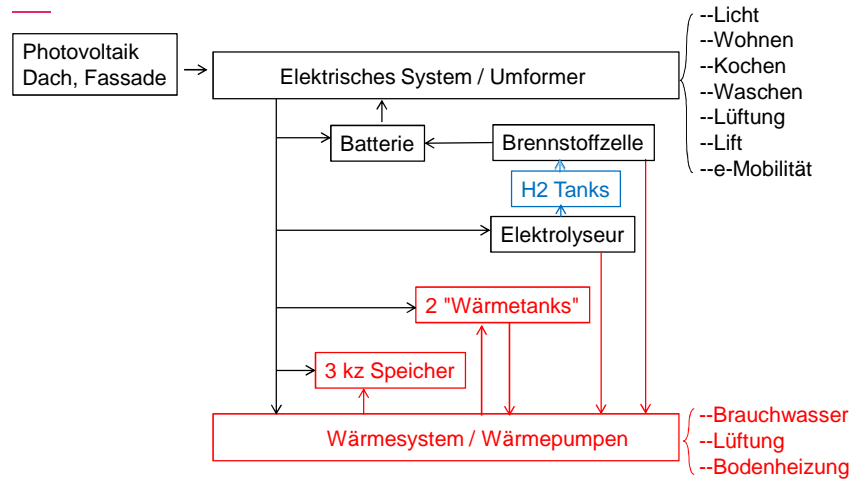 Photovoltaik
Dach, Fassade
Elektrisches System / Umformer
--Licht
--Wohnen
--Kochen
--Waschen
--Lüftung
--Lift
--e-Mobilität
Batterie
Brennstoffzelle
H2 Tanks
Elektrolyseur
2 "Wärmetanks"
3 kz Speicher
Wärmesystem / Wärmepumpen
--Brauchwasser
--Lüftung
--Bodenheizung